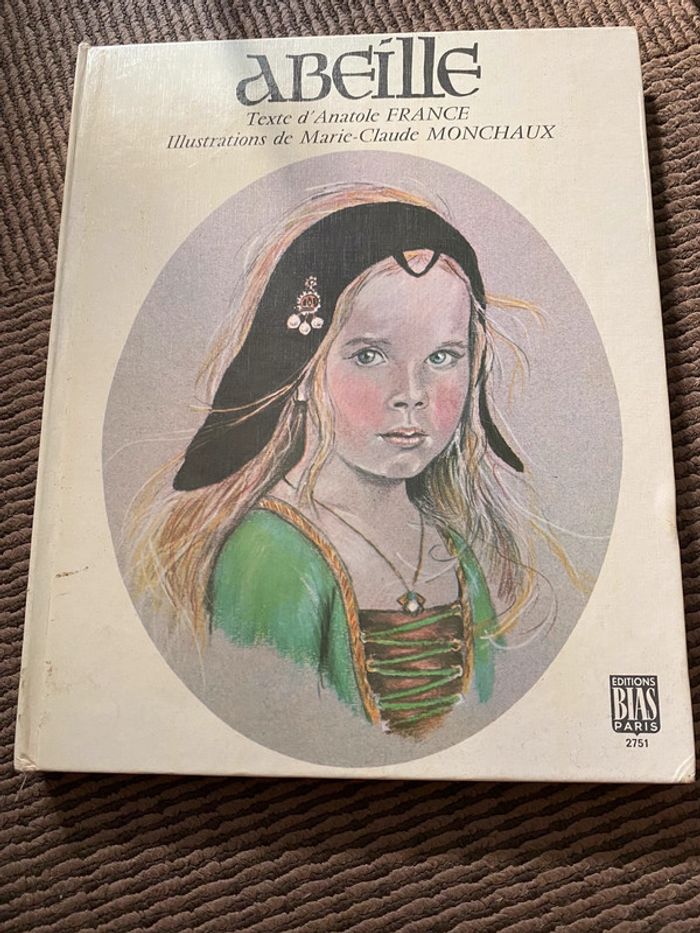 ABEILLE
Texte d'Anatole FRANCE
Illustrations de Marie-Claude MONCHAUX
EDITIONS
BIAS
PARIS
2751